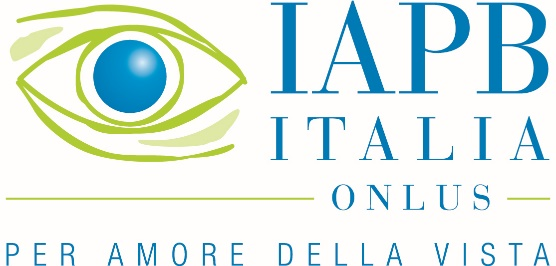 IAPB
ITALIA
ONLUS
PER AMORE DELLA VISTA